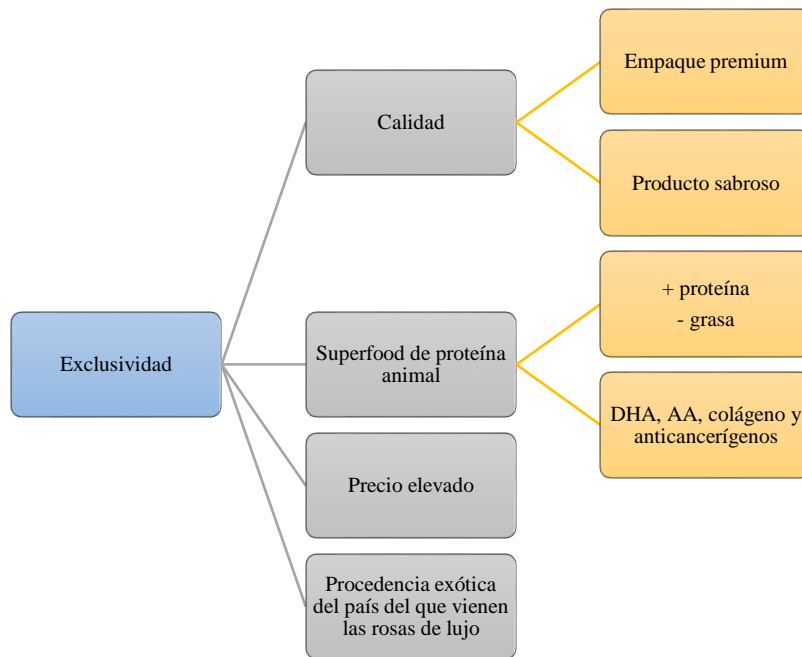 Exclusividad
Calidad
Empaque premium
Producto sabroso
Superfood de proteína
animal
+ proteína
- grasa
DHA, AA, colágeno y
anticancerígenos
Precio elevado
Procedencia exótica
del país del que vienen
las rosas de lujo